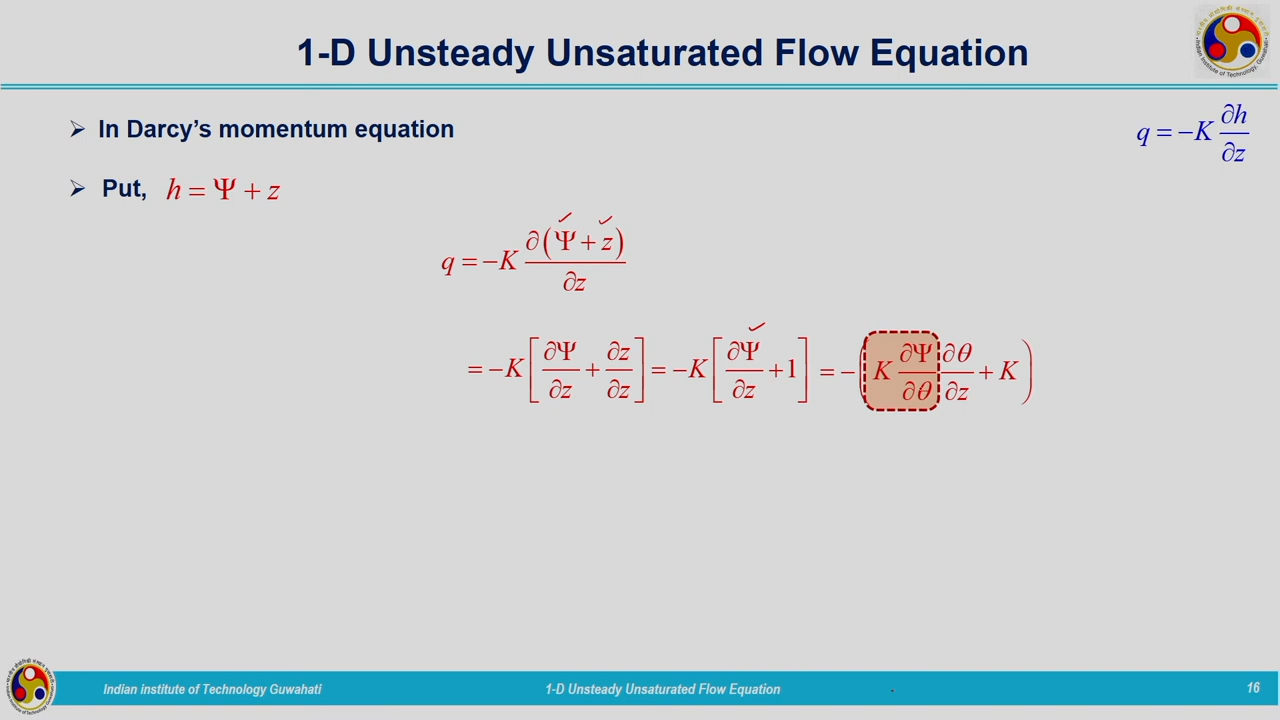 1-D Unsteady Unsaturated Flow Equation
➢ In Darcy's momentum equation
q = −K ∂h/∂z
➢ Put, h = Ψ + z
q = −K ∂(Ψ + z)/∂z
= −K [∂Ψ/∂z + ∂z/∂z] = −K [∂Ψ/∂z + 1] = −(K ∂Ψ/∂θ ∂θ/∂z + K)
Indian institute of Technology Guwahati 1-D Unsteady Unsaturated Flow Equation 16